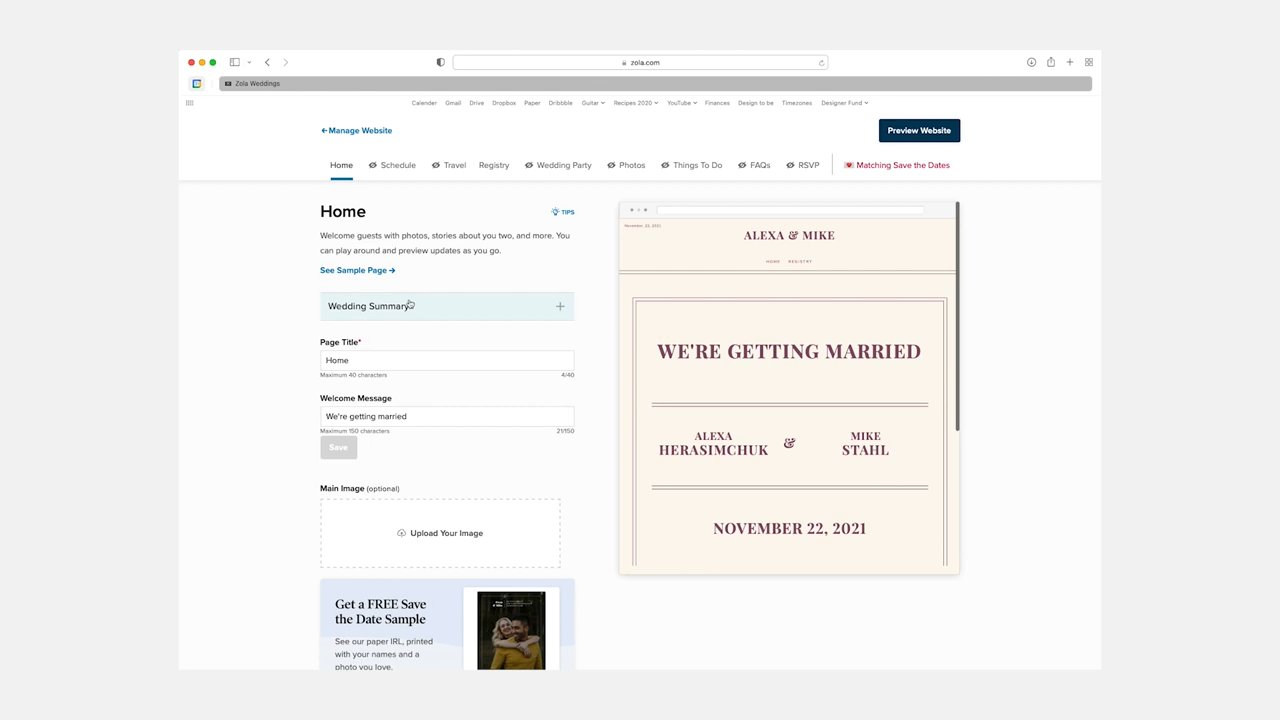 zola.com
Zola Weddings
Calender Gmail Drive Dropbox Paper Dribbble Guitar Recipes 2020 YouTube Finances Design to be Timezones Designer Fund
Manage Website
Preview Website
Home Schedule Travel Registry Wedding Party Photos Things To Do FAQs RSVP Matching Save the Dates
Home
TIPS
Welcome guests with photos, stories about you two, and more. You
can play around and preview updates as you go.
See Sample Page
Wedding Summary
Page Title*
Home
Maximum 40 characters 4/40
Welcome Message
We're getting married
Maximum 150 characters 21/150
Save
Main Image (optional)
Upload Your Image
Get a FREE Save
the Date Sample
See our paper IRL, printed
with your names and a
photo you love.
November 22, 2021
ALEXA & MIKE
HOME REGISTRY
WE'RE GETTING MARRIED
ALEXA
HERASIMCHUK
&
MIKE
STAHL
NOVEMBER 22, 2021